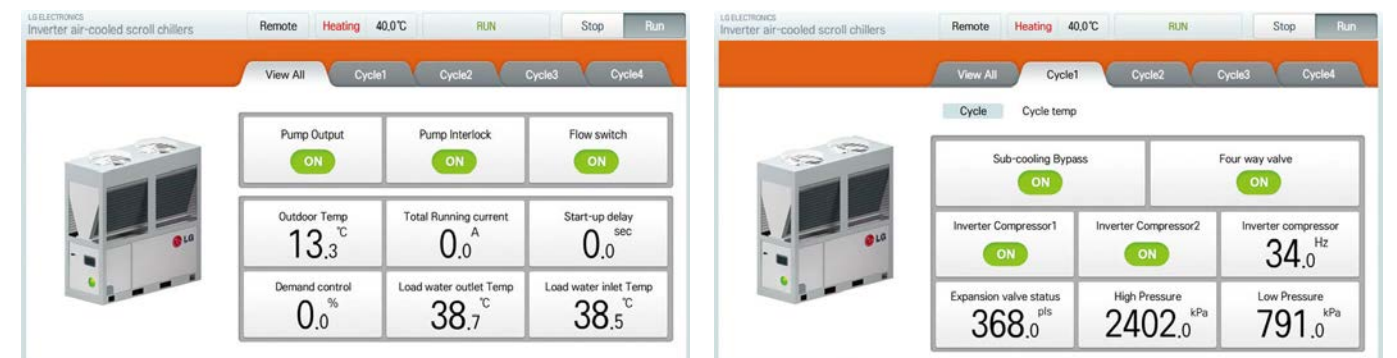 LG ELECTRONICS
Inverter air-cooled scroll chillers
Remote Heating 40.0℃ RUN Stop Run
View All Cycle1 Cycle2 Cycle3 Cycle4
Pump Output Pump Interlock Flow switch
ON ON ON
Outdoor Temp Total Running current Start-up delay
13.3 ℃ 0.0 A 0.0 sec
Demand control Load water outlet Temp Load water inlet Temp
0.0 % 38.7 ℃ 38.5 ℃
LG
LG ELECTRONICS
Inverter air-cooled scroll chillers
Remote Heating 40.0℃ RUN Stop Run
View All Cycle1 Cycle2 Cycle3 Cycle4
Cycle Cycle temp
Sub-cooling Bypass Four way valve
ON ON
Inverter Compressor1 Inverter Compressor2 Inverter compressor
ON ON 34.0 Hz
Expansion valve status High Pressure Low Pressure
368.0 pls 2402.0 kPa 791.0 kPa
LG